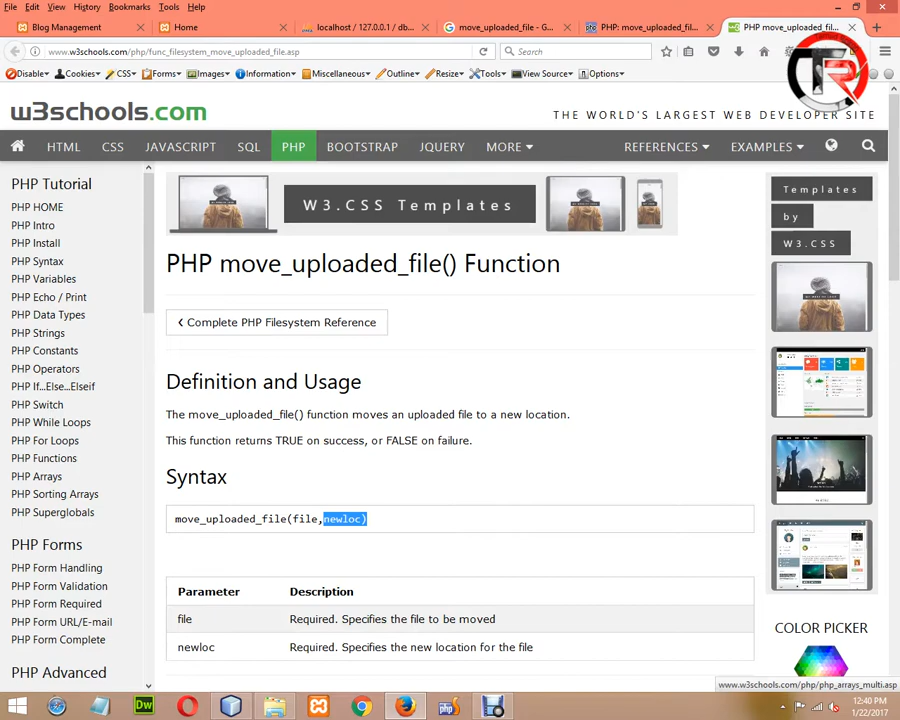 File Edit View History Bookmarks Tools Help
Blog Management
Home
localhost / 127.0.0.1 / db...
move_uploaded_file - G...
PHP: move_uploaded_fil...
PHP move_uploaded_fil...
www.w3schools.com/php/func_filesystem_move_uploaded_file.asp
Search
Disable Cookies CSS Forms Images Information Miscellaneous Outline Resize Tools View Source Options
w3schools.com
THE WORLD'S LARGEST WEB DEVELOPER SITE
HTML CSS JAVASCRIPT SQL PHP BOOTSTRAP JQUERY MORE REFERENCES EXAMPLES
PHP Tutorial
PHP HOME
PHP Intro
PHP Install
PHP Syntax
PHP Variables
PHP Echo / Print
PHP Data Types
PHP Strings
PHP Constants
PHP Operators
PHP If...Else...Elseif
PHP Switch
PHP While Loops
PHP For Loops
PHP Functions
PHP Arrays
PHP Sorting Arrays
PHP Superglobals
PHP Forms
PHP Form Handling
PHP Form Validation
PHP Form Required
PHP Form URL/E-mail
PHP Form Complete
PHP Advanced
W3.CSS Templates
PHP move_uploaded_file() Function
❮ Complete PHP Filesystem Reference
Definition and Usage
The move_uploaded_file() function moves an uploaded file to a new location.
This function returns TRUE on success, or FALSE on failure.
Syntax
move_uploaded_file(file,newloc)
Parameter Description
file Required. Specifies the file to be moved
newloc Required. Specifies the new location for the file
Templates
by
W3.CSS
COLOR PICKER
www.w3schools.com/php/php_arrays_multi.asp
Dw
12:40 PM
1/22/2017